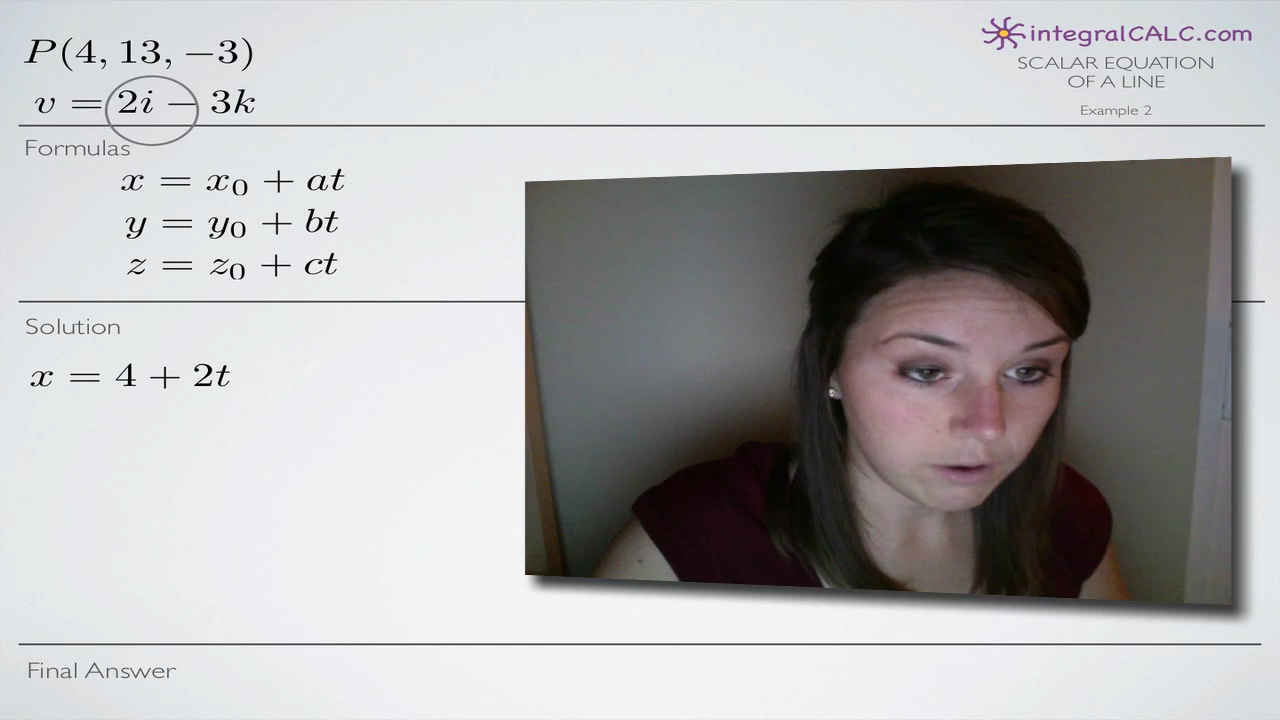 P(4, 13, −3)
v = 2i − 3k
integralCALC.com
SCALAR EQUATION
OF A LINE
Example 2
Formulas
x = x₀ + at
y = y₀ + bt
z = z₀ + ct
Solution
x = 4 + 2t
Final Answer